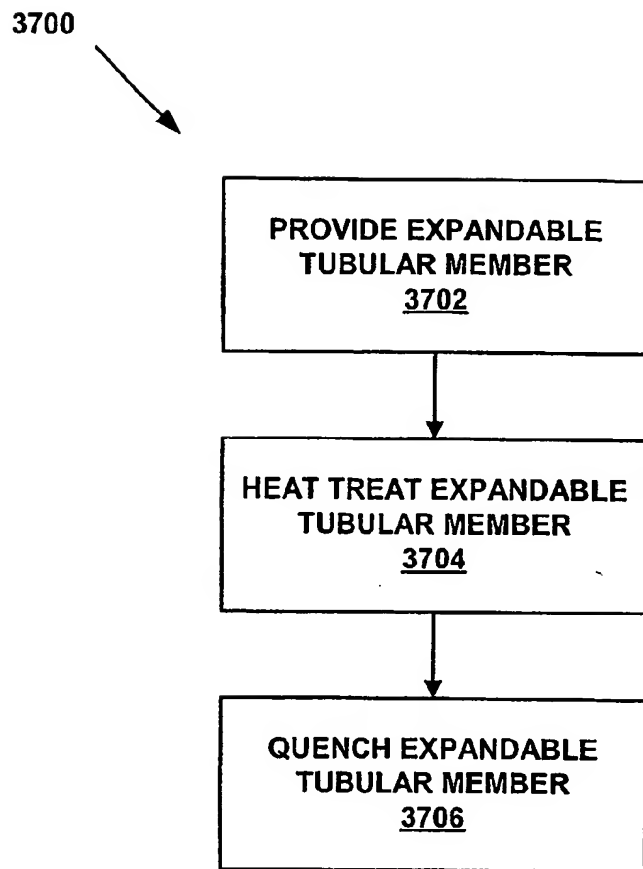 3700
PROVIDE EXPANDABLE
TUBULAR MEMBER
3702
HEAT TREAT EXPANDABLE
TUBULAR MEMBER
3704
QUENCH EXPANDABLE
TUBULAR MEMBER
3706